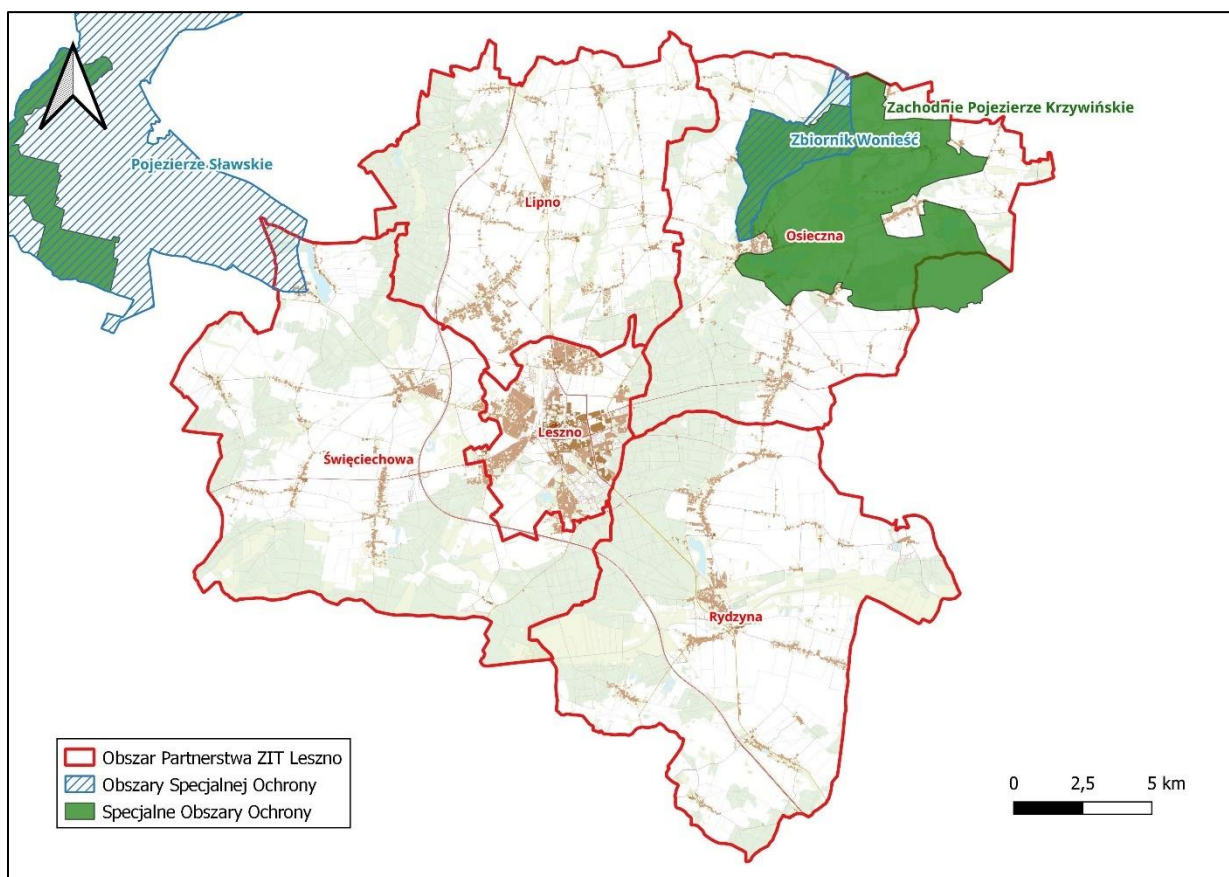 Zachodnie Pojezierze Krzywińskie
Zbiornik Wonieść
Pojezierze Sławskie
Lipno
Osieczna
Leszno
Święciechowa
Rydzyna
Obszar Partnerstwa ZIT Leszno
Obszary Specjalnej Ochrony
Specjalne Obszary Ochrony
0 2,5 5 km